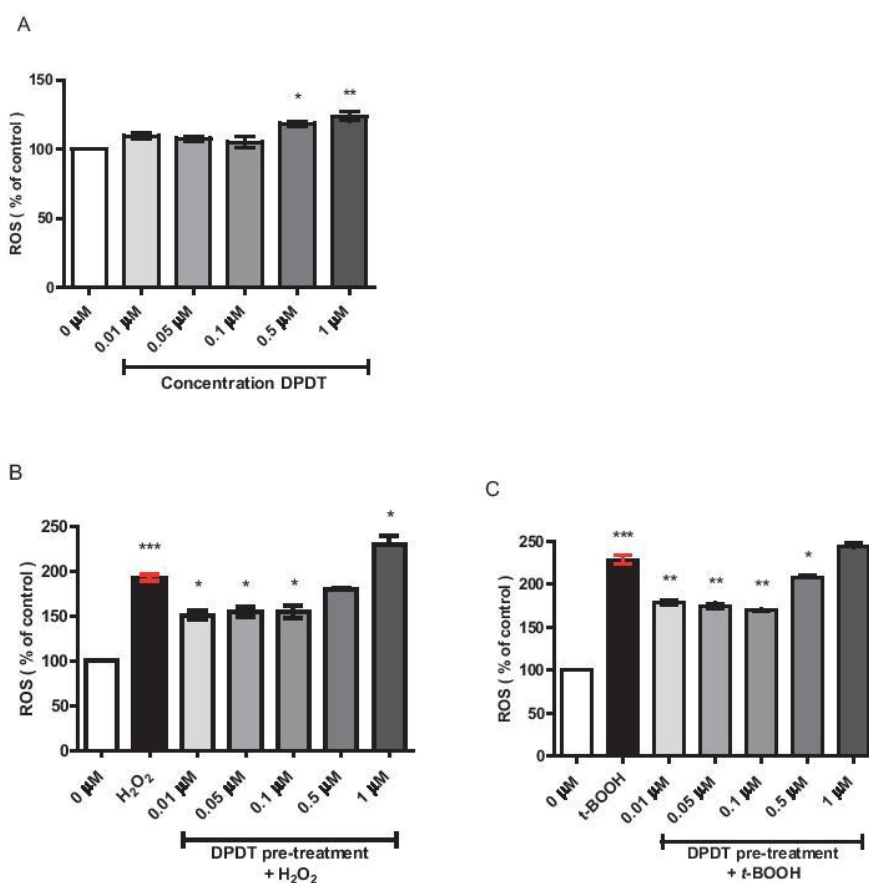 A
ROS ( % of control)
150
100
50
0
*
**
0 µM
0.01 µM
0.05 µM
0.1 µM
0.5 µM
1 µM
Concentration DPDT
B
ROS ( % of control)
250
200
150
100
50
0
***
*
*
*
*
0 µM
H₂O₂
0.01 µM
0.05 µM
0.1 µM
0.5 µM
1 µM
DPDT pre-treatment
+ H₂O₂
C
ROS ( % of control)
250
200
150
100
50
0
***
**
**
**
*
0 µM
t-BOOH
0.01 µM
0.05 µM
0.1 µM
0.5 µM
1 µM
DPDT pre-treatment
+ t-BOOH